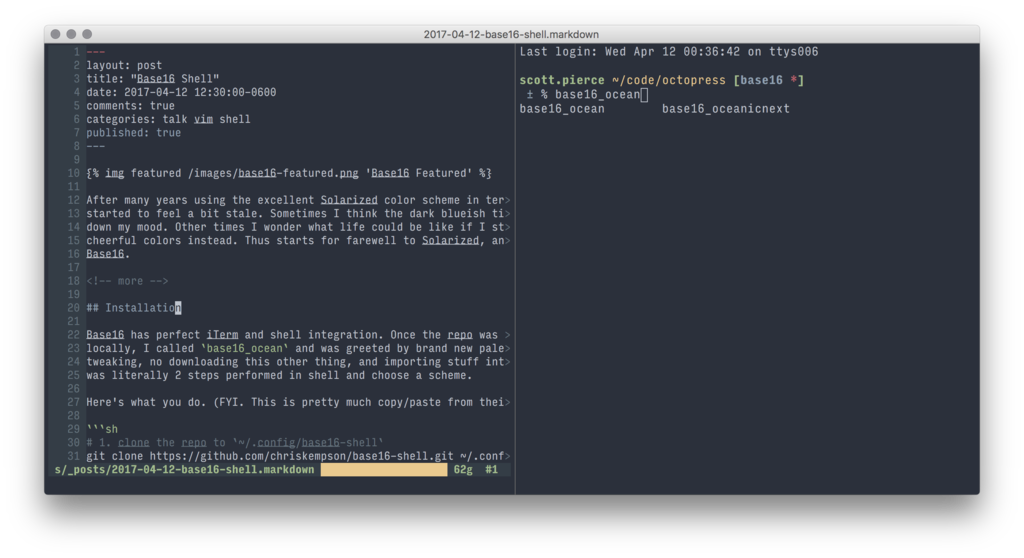 2017-04-12-base16-shell.markdown
1 ---
2 layout: post
3 title: "Base16 Shell"
4 date: 2017-04-12 12:30:00-0600
5 comments: true
6 categories: talk vim shell
7 published: true
8 ---
9
10 {% img featured /images/base16-featured.png 'Base16 Featured' %}
11
12 After many years using the excellent Solarized color scheme in ter>
13 started to feel a bit stale. Sometimes I think the dark blueish ti>
14 down my mood. Other times I wonder what life could be like if I st>
15 cheerful colors instead. Thus starts for farewell to Solarized, an>
16 Base16.
17
18 <!-- more -->
19
20 ## Installation
21
22 Base16 has perfect iTerm and shell integration. Once the repo was >
23 locally, I called `base16_ocean` and was greeted by brand new pale>
24 tweaking, no downloading this other thing, and importing stuff int>
25 was literally 2 steps performed in shell and choose a scheme.
26
27 Here's what you do. (FYI. This is pretty much copy/paste from thei>
28
29 ```sh
30 # 1. clone the repo to `~/.config/base16-shell`
31 git clone https://github.com/chriskempson/base16-shell.git ~/.conf>
s/_posts/2017-04-12-base16-shell.markdown 62g #1
Last login: Wed Apr 12 00:36:42 on ttys006
scott.pierce ~/code/octopress [base16 *]
± % base16_ocean
base16_ocean base16_oceanicnext